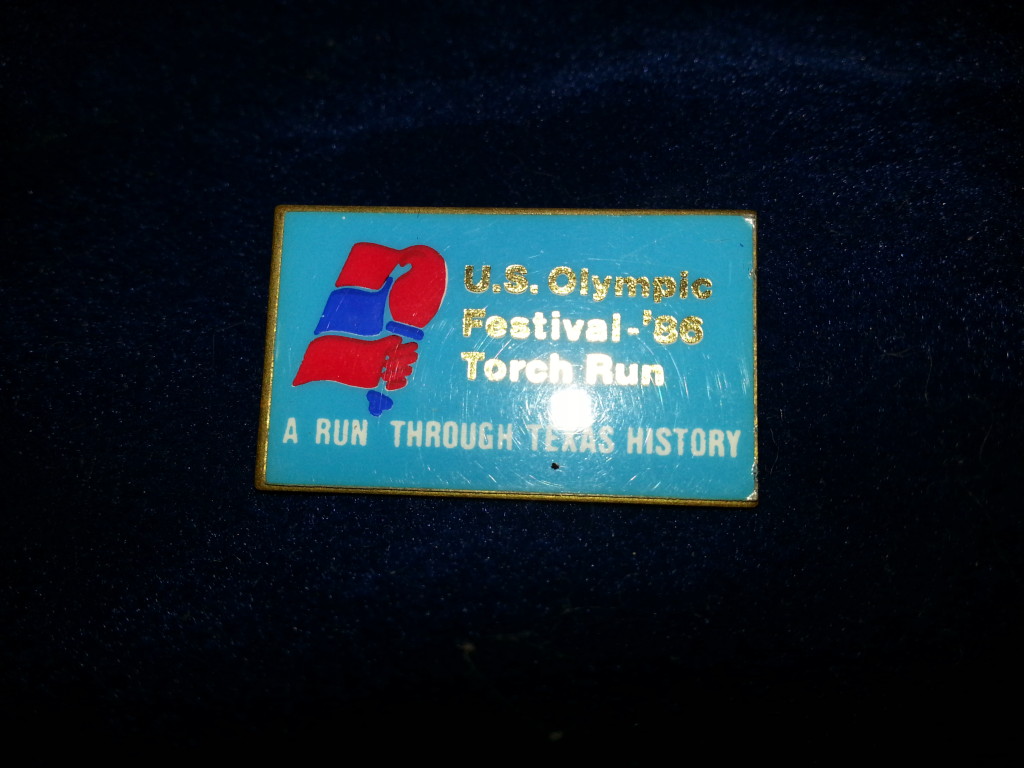 U.S. Olympic
Festival-'86
Torch Run
A RUN THROUGH TEXAS HISTORY